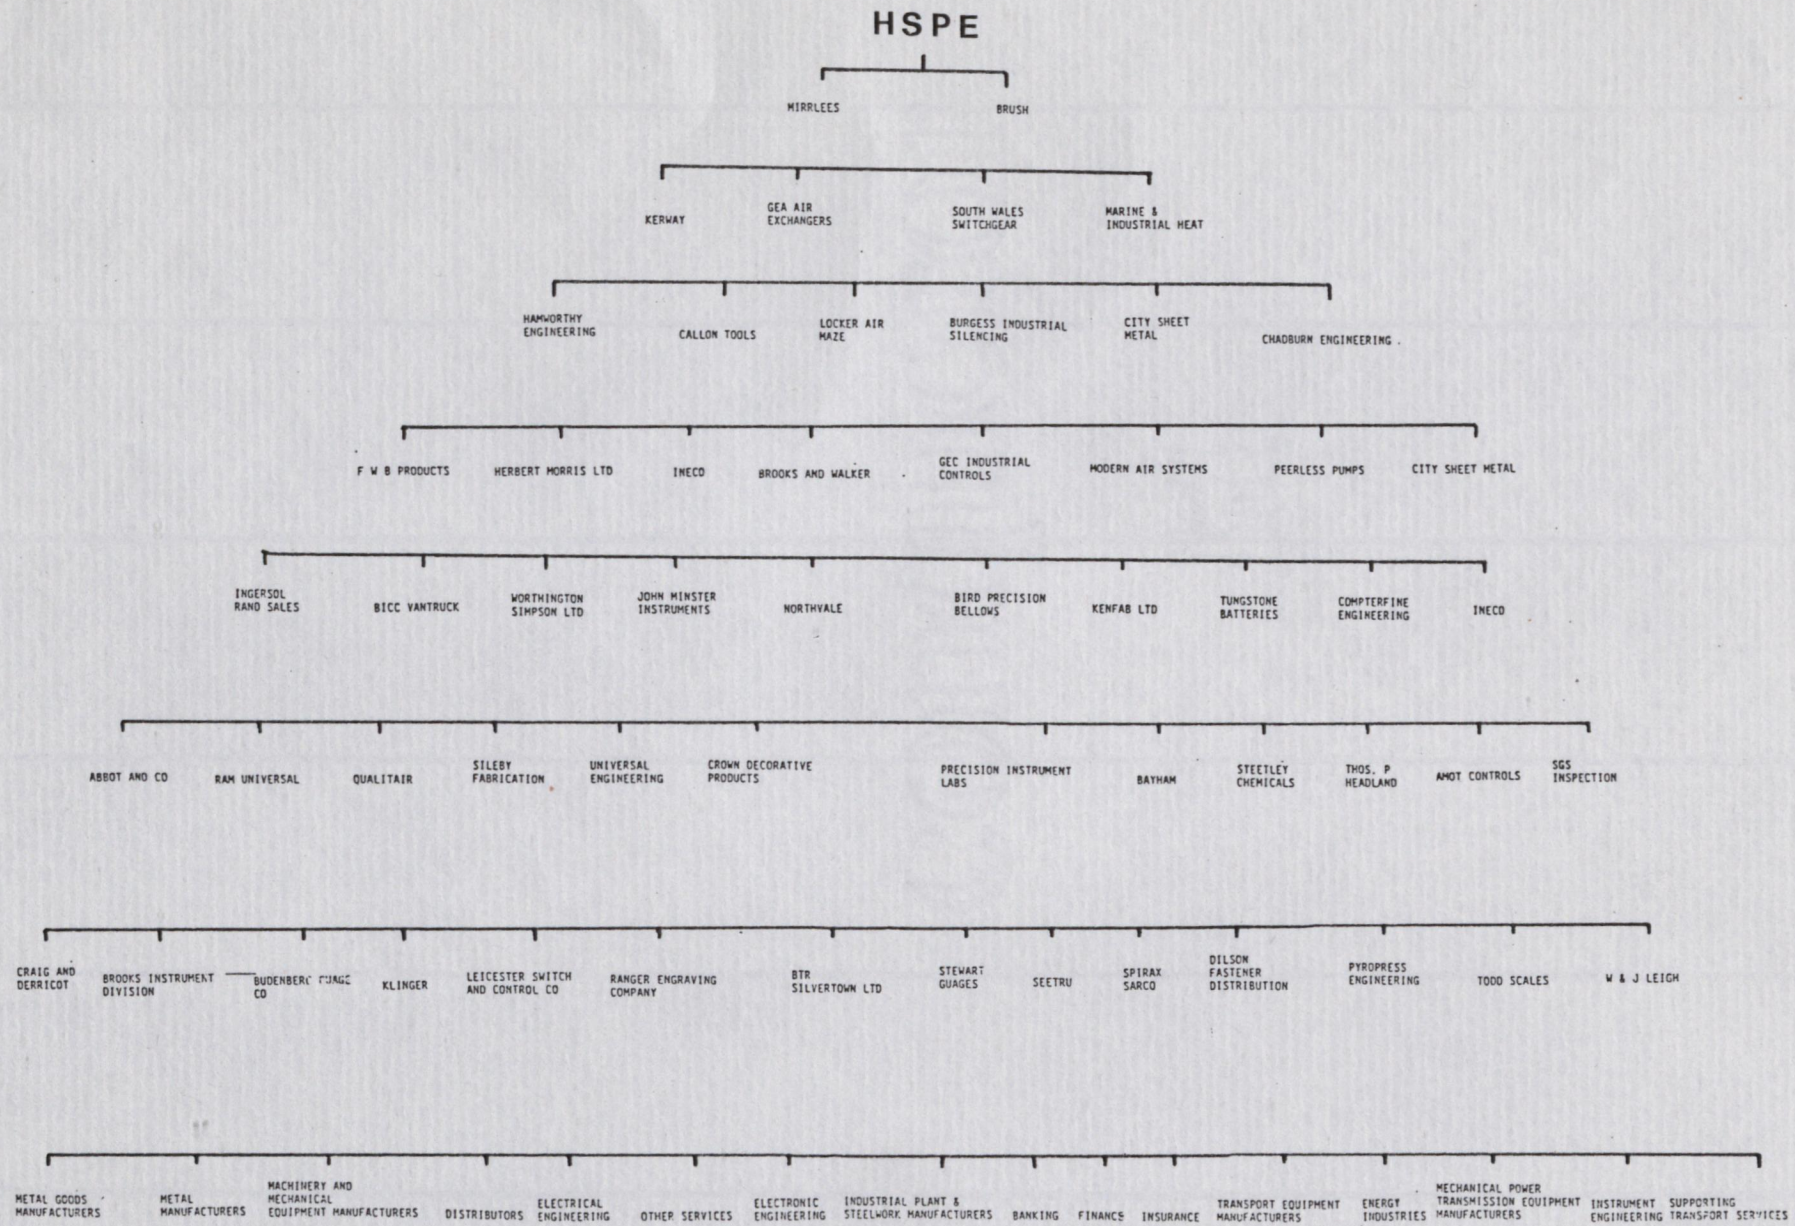 HSPE
MIRRLEES
BRUSH
KERWAY
GEA AIR
EXCHANGERS
SOUTH WALES
SWITCHGEAR
MARINE &
INDUSTRIAL HEAT
HAMWORTHY
ENGINEERING
CALLON TOOLS
LOCKER AIR
MAZE
BURGESS INDUSTRIAL
SILENCING
CITY SHEET
METAL
CHADBURN ENGINEERING .
F W B PRODUCTS
HERBERT MORRIS LTD
INECO
BROOKS AND WALKER
GEC INDUSTRIAL
CONTROLS
MODERN AIR SYSTEMS
PEERLESS PUMPS
CITY SHEET METAL
INGERSOL
RAND SALES
BICC VANTRUCK
WORTHINGTON
SIMPSON LTD
JOHN MINSTER
INSTRUMENTS
NORTHVALE
BIRD PRECISION
BELLOWS
KENFAB LTD
TUNGSTONE
BATTERIES
COMPTERFINE
ENGINEERING
INECO
ABBOT AND CO
RAM UNIVERSAL
QUALITAIR
SILEBY
FABRICATION
UNIVERSAL
ENGINEERING
CROWN DECORATIVE
PRODUCTS
PRECISION INSTRUMENT
LABS
BAYHAM
STEETLEY
CHEMICALS
THOS. P
HEADLAND
AMOT CONTROLS
SGS
INSPECTION
CRAIG AND
DERRICOT
BROOKS INSTRUMENT
DIVISION
CO
KLINGER
LEICESTER SWITCH
AND CONTROL CO
RANGER ENGRAVING
COMPANY
BTR
SILVERTOWN LTD
STEWART
GUAGES
SEETRU
SPIRAX
SARCO
DILSON
FASTENER
DISTRIBUTION
PYROPRESS
ENGINEERING
TODD SCALES
W & J LEIGH
METAL GOODS
MANUFACTURERS
METAL
MANUFACTURERS
MACHINERY AND
MECHANICAL
EQUIPMENT MANUFACTURERS
DISTRIBUTORS
ELECTRICAL
ENGINEERING
OTHER SERVICES
ELECTRONIC
ENGINEERING
INDUSTRIAL PLANT &
STEELWORK MANUFACTURERS
BANKING
FINANCE
INSURANCE
TRANSPORT EQUIPMENT
MANUFACTURERS
ENERGY
INDUSTRIES
MECHANICAL POWER
TRANSMISSION EQUIPMENT
MANUFACTURERS
INSTRUMENT
ENGINEERING
SUPPORTING
TRANSPORT SERVICES